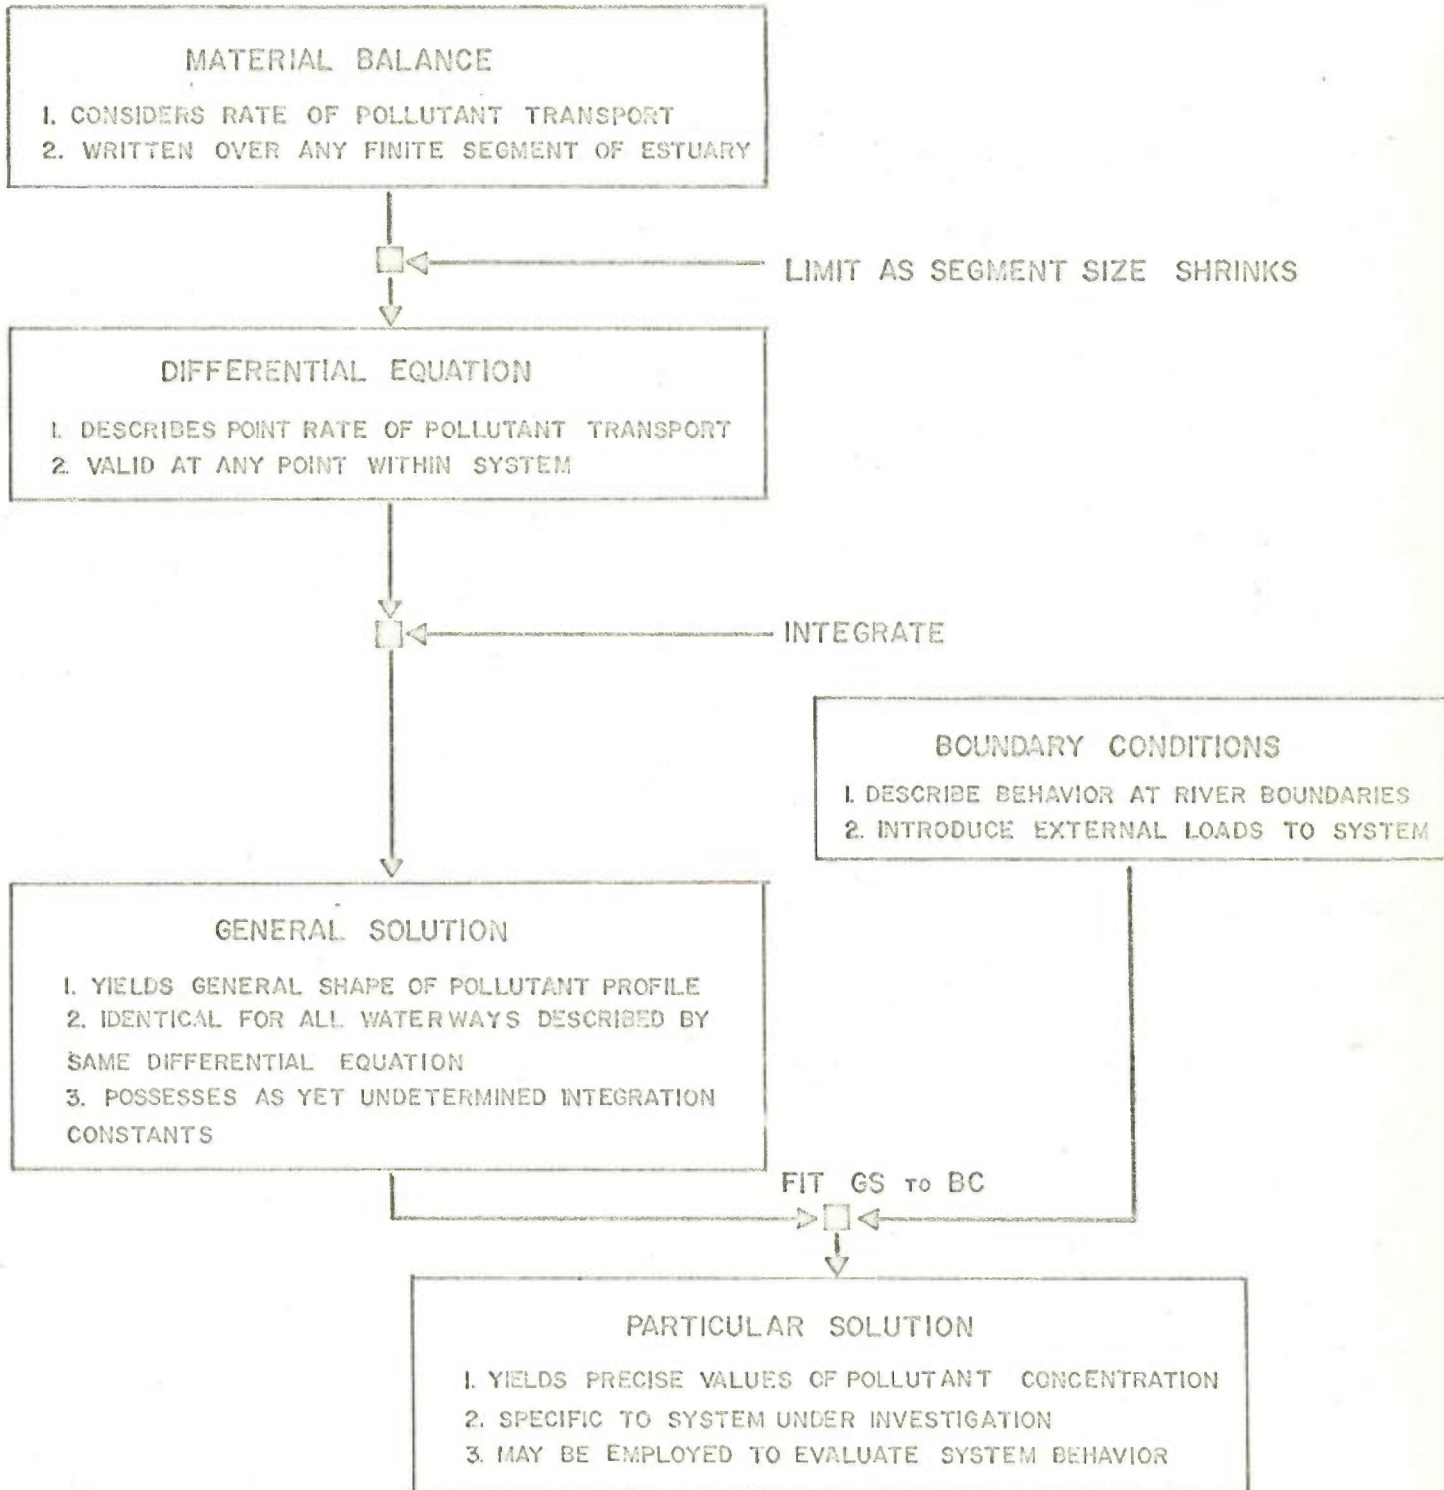 MATERIAL BALANCE
1. CONSIDERS RATE OF POLLUTANT TRANSPORT
2. WRITTEN OVER ANY FINITE SEGMENT OF ESTUARY
LIMIT AS SEGMENT SIZE SHRINKS
DIFFERENTIAL EQUATION
1. DESCRIBES POINT RATE OF POLLUTANT TRANSPORT
2. VALID AT ANY POINT WITHIN SYSTEM
INTEGRATE
BOUNDARY CONDITIONS
1. DESCRIBE BEHAVIOR AT RIVER BOUNDARIES
2. INTRODUCE EXTERNAL LOADS TO SYSTEM
GENERAL SOLUTION
1. YIELDS GENERAL SHAPE OF POLLUTANT PROFILE
2. IDENTICAL FOR ALL WATERWAYS DESCRIBED BY
SAME DIFFERENTIAL EQUATION
3. POSSESSES AS YET UNDETERMINED INTEGRATION
CONSTANTS
FIT GS TO BC
PARTICULAR SOLUTION
1. YIELDS PRECISE VALUES OF POLLUTANT CONCENTRATION
2. SPECIFIC TO SYSTEM UNDER INVESTIGATION
3. MAY BE EMPLOYED TO EVALUATE SYSTEM BEHAVIOR